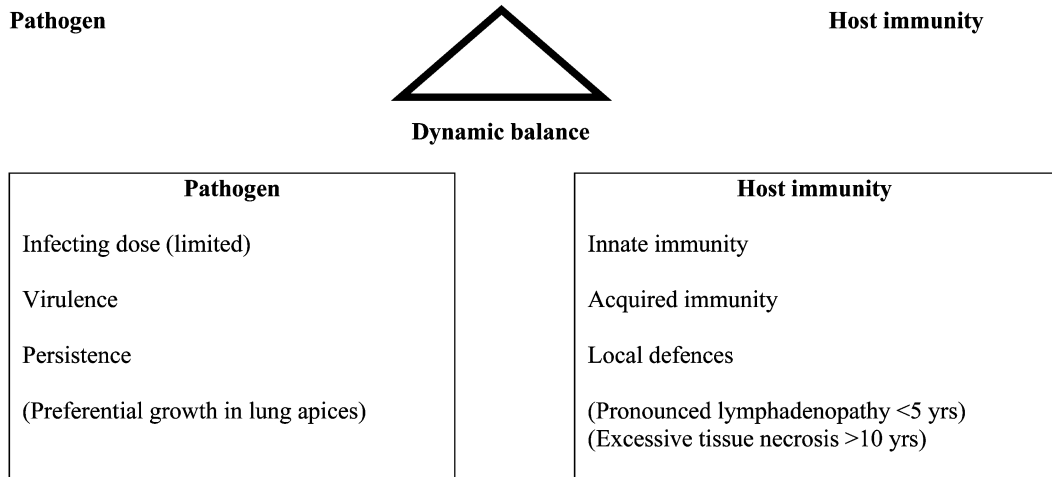 Pathogen
Host immunity
Dynamic balance
Pathogen
Infecting dose (limited)
Virulence
Persistence
(Preferential growth in lung apices)
Host immunity
Innate immunity
Acquired immunity
Local defences
(Pronounced lymphadenopathy <5 yrs)
(Excessive tissue necrosis >10 yrs)